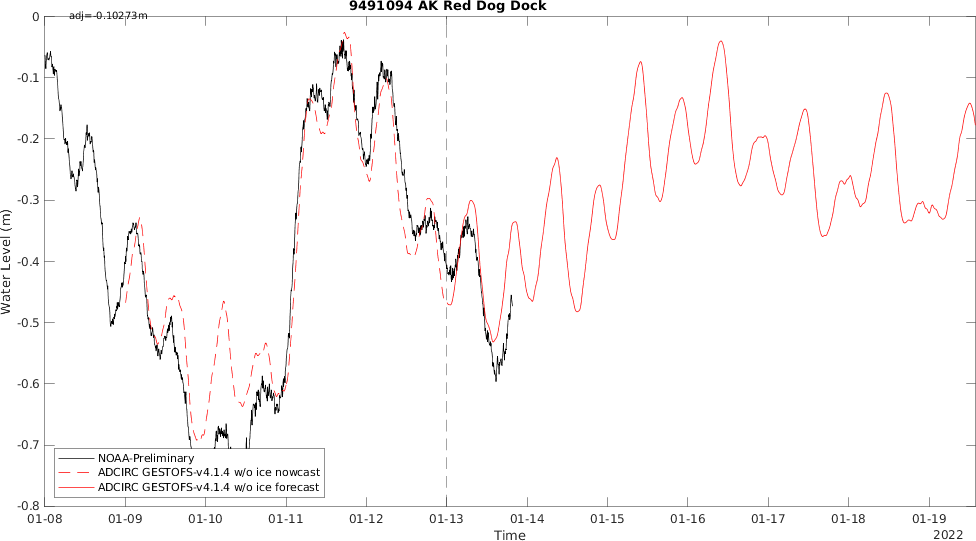 9491094 AK Red Dog Dock
adj=-0.10273m
0
-0.1
-0.2
-0.3
-0.4
-0.5
-0.6
-0.7
-0.8
Water Level (m)
NOAA-Preliminary
ADCIRC GESTOFS-v4.1.4 w/o ice nowcast
ADCIRC GESTOFS-v4.1.4 w/o ice forecast
01-08 01-09 01-10 01-11 01-12 01-13 01-14 01-15 01-16 01-17 01-18 01-19
Time
2022